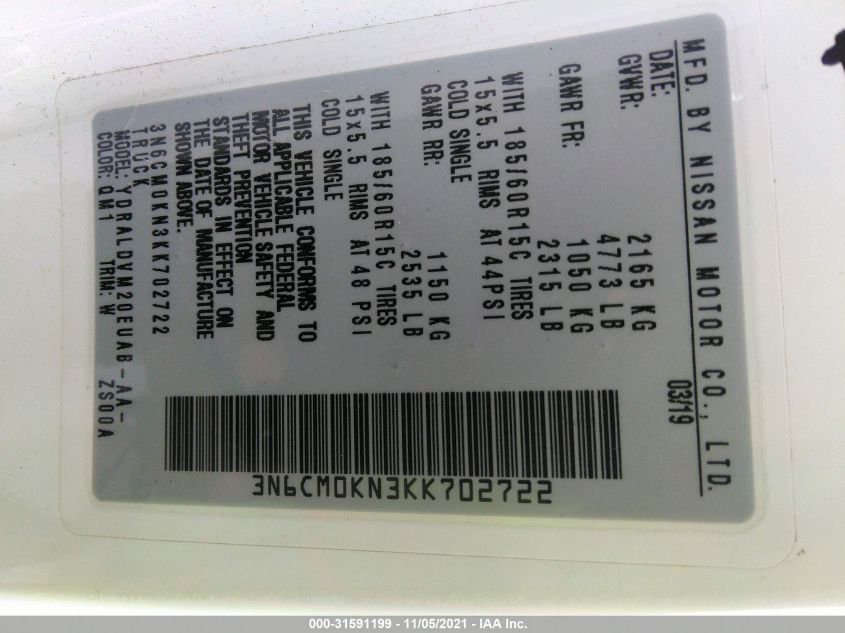 MFD. BY NISSAN MOTOR CO., LTD.
DATE: 03/19
GVWR: 2165 KG
4773 LB
GAWR FR: 1050 KG
2315 LB
WITH 185/60R15C TIRES
15x5.5 RIMS AT 44PSI
COLD SINGLE
GAWR RR: 1150 KG
2535 LB
WITH 185/60R15C TIRES
15x5.5 RIMS AT 48 PSI
COLD SINGLE
THIS VEHICLE CONFORMS TO
ALL APPLICABLE FEDERAL
MOTOR VEHICLE SAFETY AND
THEFT PREVENTION
STANDARDS IN EFFECT ON
THE DATE OF MANUFACTURE
SHOWN ABOVE.
3N6CM0KN3KK702722
TRUCK
MODEL: YDRALDVM20EUAB-AA-
COLOR: QM1 TRIM: W ZS00A
3N6CM0KN3KK702722
000-31591199 - 11/05/2021 - IAA Inc.